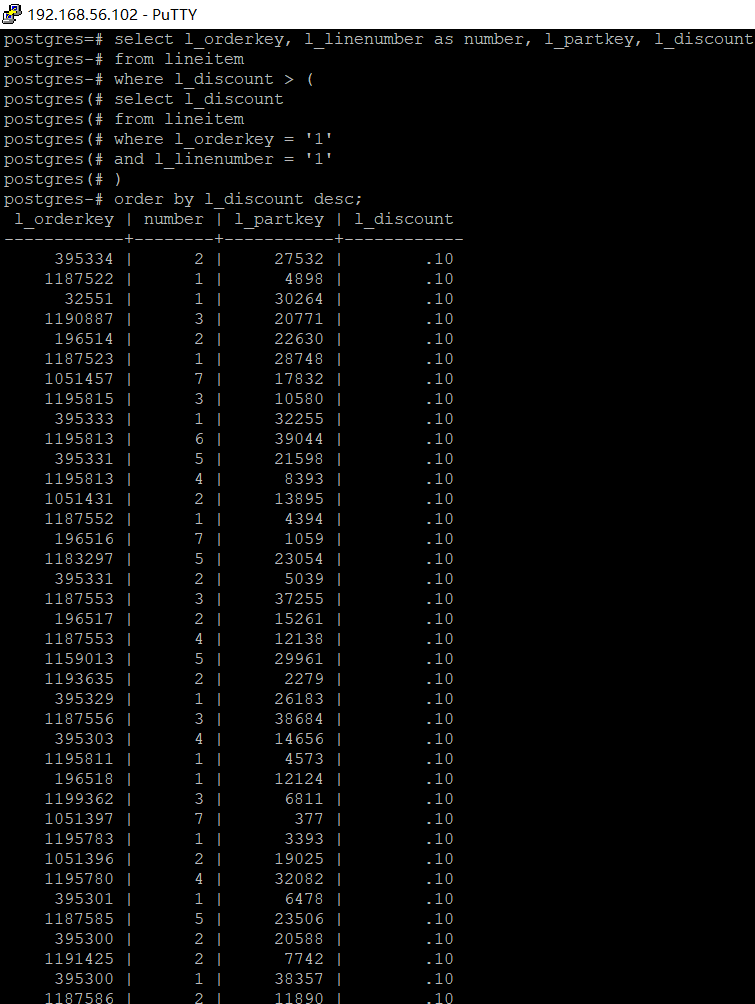 192.168.56.102 - PuTTY
postgres=# select l_orderkey, l_linenumber as number, l_partkey, l_discount
postgres-# from lineitem
postgres-# where l_discount > (
postgres(# select l_discount
postgres(# from lineitem
postgres(# where l_orderkey = '1'
postgres(# and l_linenumber = '1'
postgres(# )
postgres-# order by l_discount desc;
 l_orderkey | number | l_partkey | l_discount
------------+--------+-----------+------------
     395334 |      2 |     27532 |        .10
    1187522 |      1 |      4898 |        .10
      32551 |      1 |     30264 |        .10
    1190887 |      3 |     20771 |        .10
     196514 |      2 |     22630 |        .10
    1187523 |      1 |     28748 |        .10
    1051457 |      7 |     17832 |        .10
    1195815 |      3 |     10580 |        .10
     395333 |      1 |     32255 |        .10
    1195813 |      6 |     39044 |        .10
     395331 |      5 |     21598 |        .10
    1195813 |      4 |      8393 |        .10
    1051431 |      2 |     13895 |        .10
    1187552 |      1 |      4394 |        .10
     196516 |      7 |      1059 |        .10
    1183297 |      5 |     23054 |        .10
     395331 |      2 |      5039 |        .10
    1187553 |      3 |     37255 |        .10
     196517 |      2 |     15261 |        .10
    1187553 |      4 |     12138 |        .10
    1159013 |      5 |     29961 |        .10
    1193635 |      2 |      2279 |        .10
     395329 |      1 |     26183 |        .10
    1187556 |      3 |     38684 |        .10
     395303 |      4 |     14656 |        .10
    1195811 |      1 |      4573 |        .10
     196518 |      1 |     12124 |        .10
    1199362 |      3 |      6811 |        .10
    1051397 |      7 |       377 |        .10
    1195783 |      1 |      3393 |        .10
    1051396 |      2 |     19025 |        .10
    1195780 |      4 |     32082 |        .10
     395301 |      1 |      6478 |        .10
    1187585 |      5 |     23506 |        .10
     395300 |      2 |     20588 |        .10
    1191425 |      2 |      7742 |        .10
     395300 |      1 |     38357 |        .10
    1187586 |      2 |     11890 |        .10